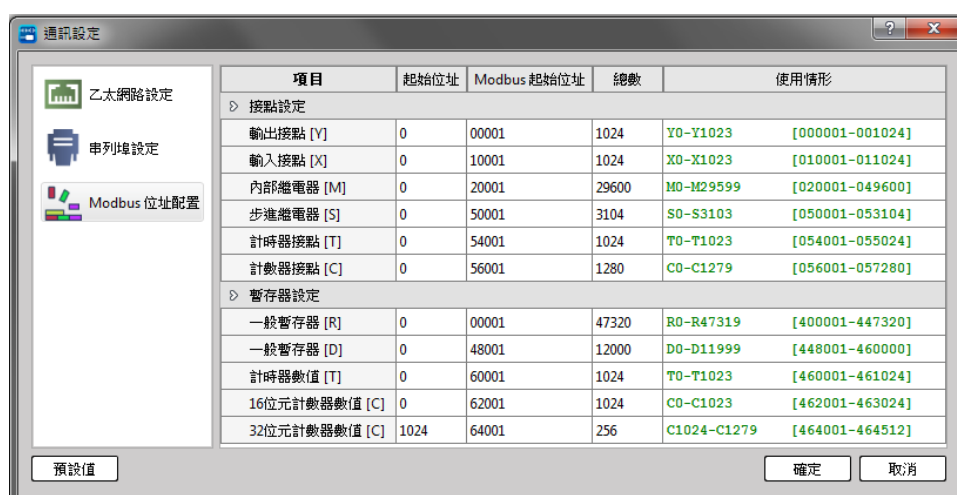 通訊設定
乙太網路設定
串列埠設定
Modbus 位址配置
項目 起始位址 Modbus 起始位址 總數 使用情形
接點設定
輸出接點 [Y] 0 00001 1024 Y0-Y1023 [000001-001024]
輸入接點 [X] 0 10001 1024 X0-X1023 [010001-011024]
內部繼電器 [M] 0 20001 29600 M0-M29599 [020001-049600]
步進繼電器 [S] 0 50001 3104 S0-S3103 [050001-053104]
計時器接點 [T] 0 54001 1024 T0-T1023 [054001-055024]
計數器接點 [C] 0 56001 1280 C0-C1279 [056001-057280]
暫存器設定
一般暫存器 [R] 0 00001 47320 R0-R47319 [400001-447320]
一般暫存器 [D] 0 48001 12000 D0-D11999 [448001-460000]
計時器數值 [T] 0 60001 1024 T0-T1023 [460001-461024]
16位元計數器數值 [C] 0 62001 1024 C0-C1023 [462001-463024]
32位元計數器數值 [C] 1024 64001 256 C1024-C1279 [464001-464512]
預設值 確定 取消